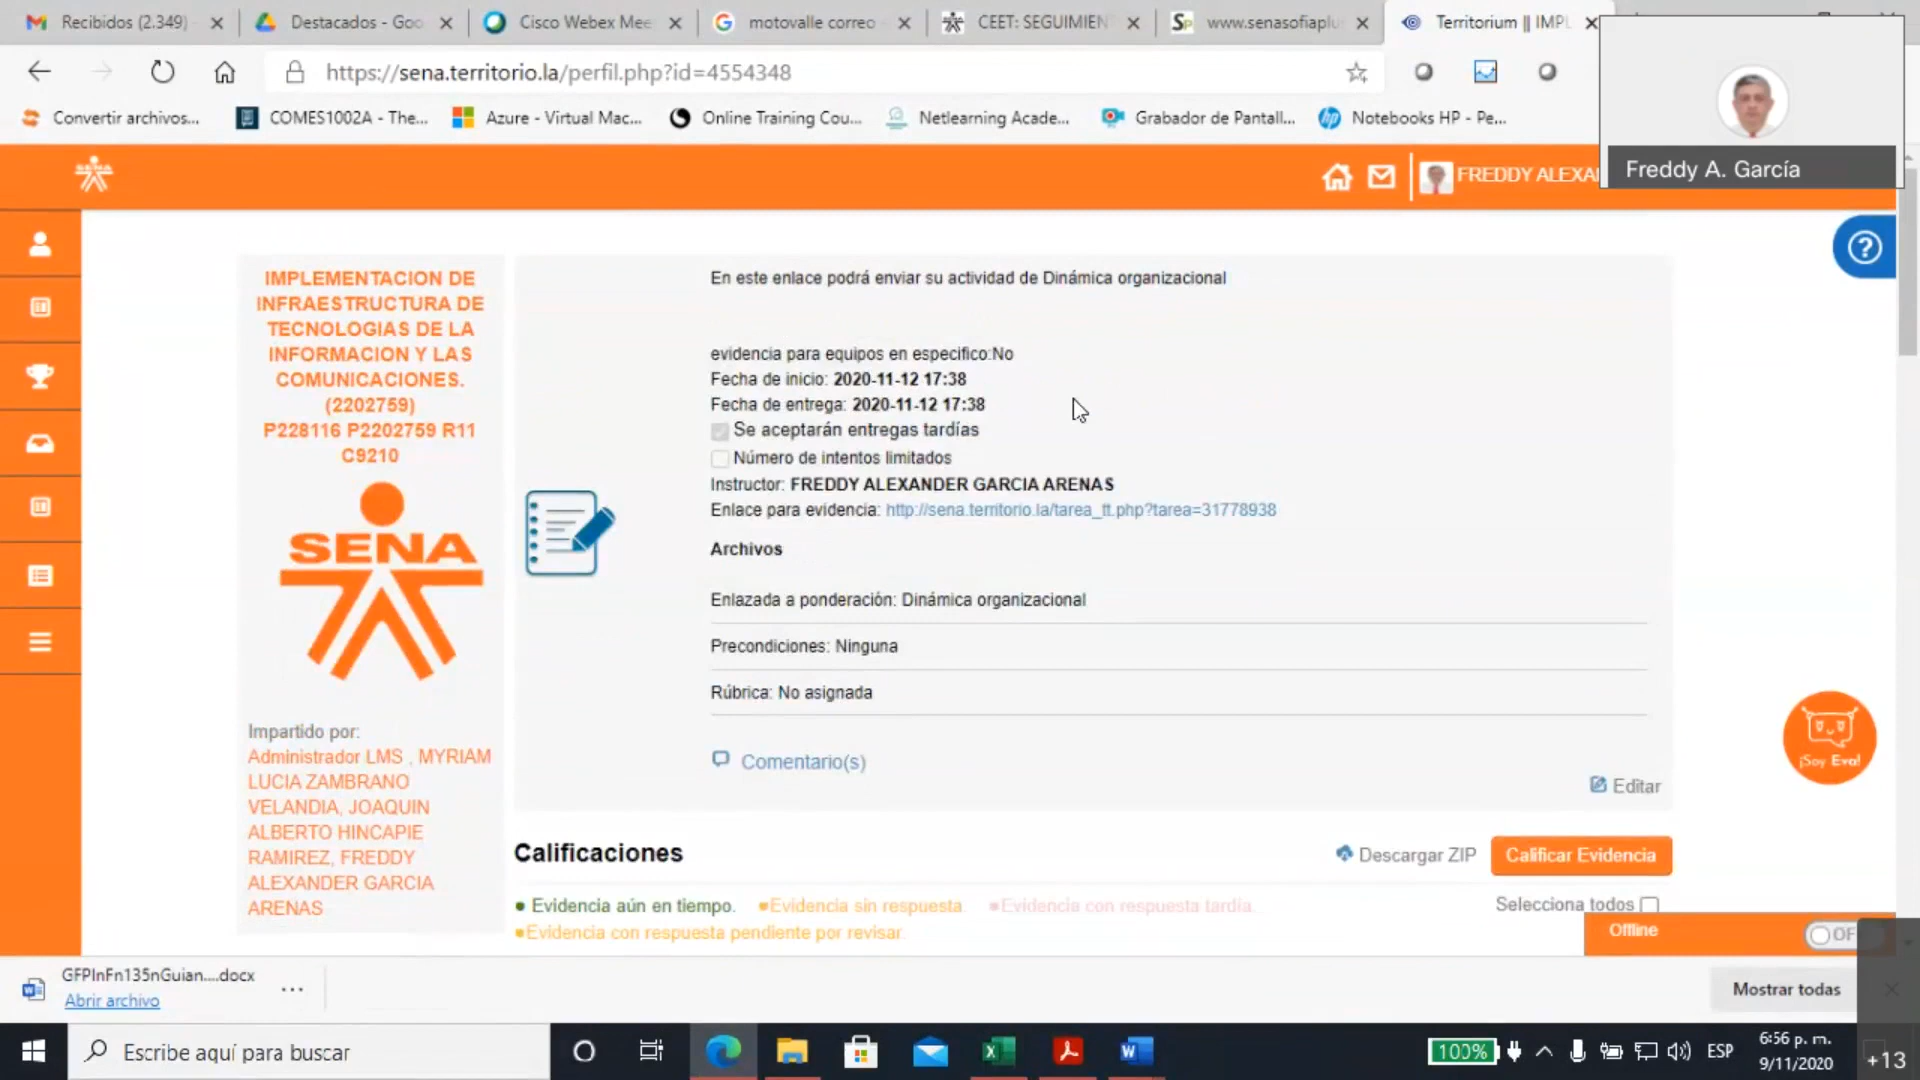 Recibidos (2.349)
Destacados - Goo
Cisco Webex Mee
motovalle correo
CEET: SEGUIMIEN
www.senasofiaplu
Territorium || IMPL
https://sena.territorio.la/perfil.php?id=4554348
Convertir archivos...
COMES1002A - The...
Azure - Virtual Mac...
Online Training Cou...
Netlearning Acade...
Grabador de Pantall...
Notebooks HP - Pe...
Freddy A. García
FREDDY ALEXA
IMPLEMENTACION DE
INFRAESTRUCTURA DE
TECNOLOGIAS DE LA
INFORMACION Y LAS
COMUNICACIONES.
(2202759)
P228116 P2202759 R11
C9210
SENA
Impartido por:
Administrador LMS , MYRIAM
LUCIA ZAMBRANO
VELANDIA, JOAQUIN
ALBERTO HINCAPIE
RAMIREZ, FREDDY
ALEXANDER GARCIA
ARENAS
En este enlace podrá enviar su actividad de Dinámica organizacional
evidencia para equipos en especifico:No
Fecha de inicio: 2020-11-12 17:38
Fecha de entrega: 2020-11-12 17:38
Se aceptarán entregas tardías
Número de intentos limitados
Instructor: FREDDY ALEXANDER GARCIA ARENAS
Enlace para evidencia: http://sena.territorio.la/tarea_tt.php?tarea=31778938
Archivos
Enlazada a ponderación: Dinámica organizacional
Precondiciones: Ninguna
Rúbrica: No asignada
Comentario(s)
Editar
¡Soy Eva!
Calificaciones
Descargar ZIP
Calificar Evidencia
Evidencia aún en tiempo.
Evidencia sin respuesta.
Evidencia con respuesta tardía.
Selecciona todos
Evidencia con respuesta pendiente por revisar.
Offline
OF
GFPInFn135nGuian....docx
Abrir archivo
Mostrar todas
Escribe aquí para buscar
100%
ESP
6:56 p. m.
9/11/2020
+13